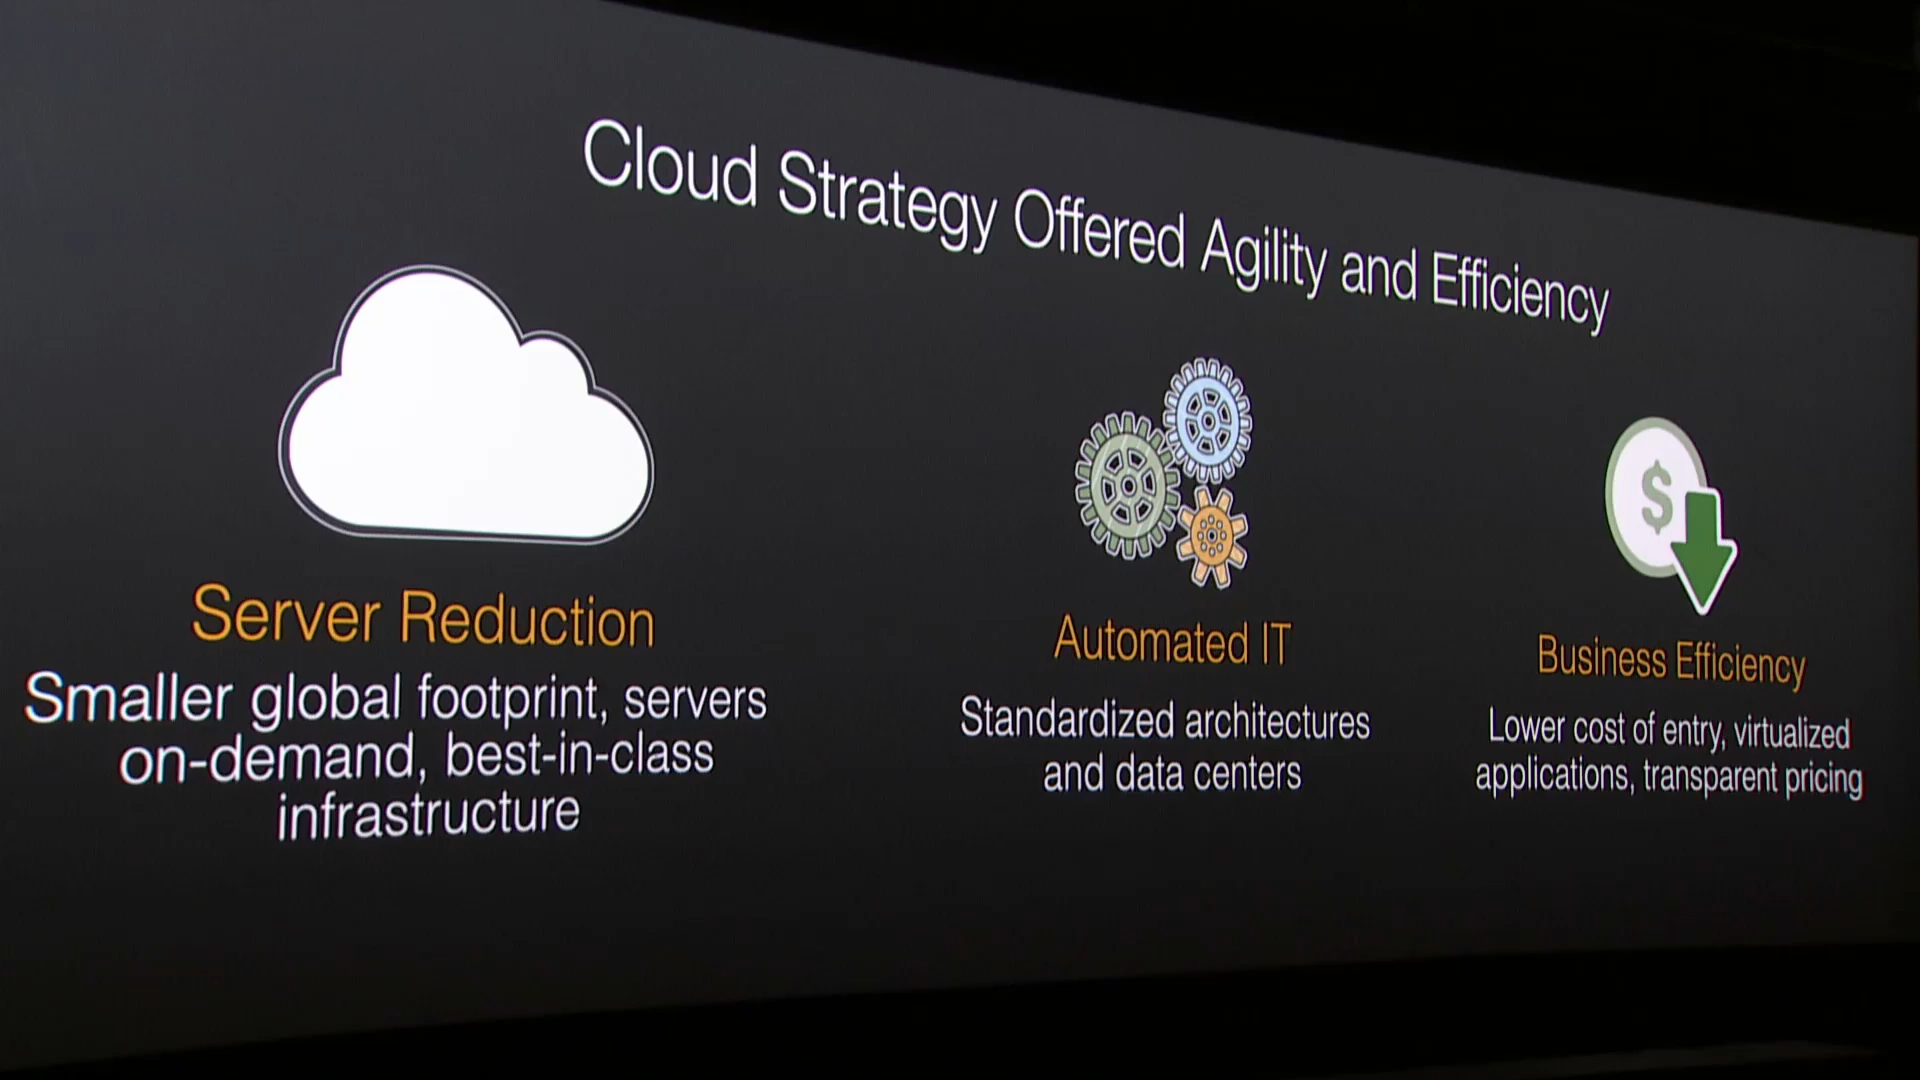 Cloud Strategy Offered Agility and Efficiency
Server Reduction
Smaller global footprint, servers
on-demand, best-in-class
infrastructure
Automated IT
Standardized architectures
and data centers
$
Business Efficiency
Lower cost of entry, virtualized
applications, transparent pricing